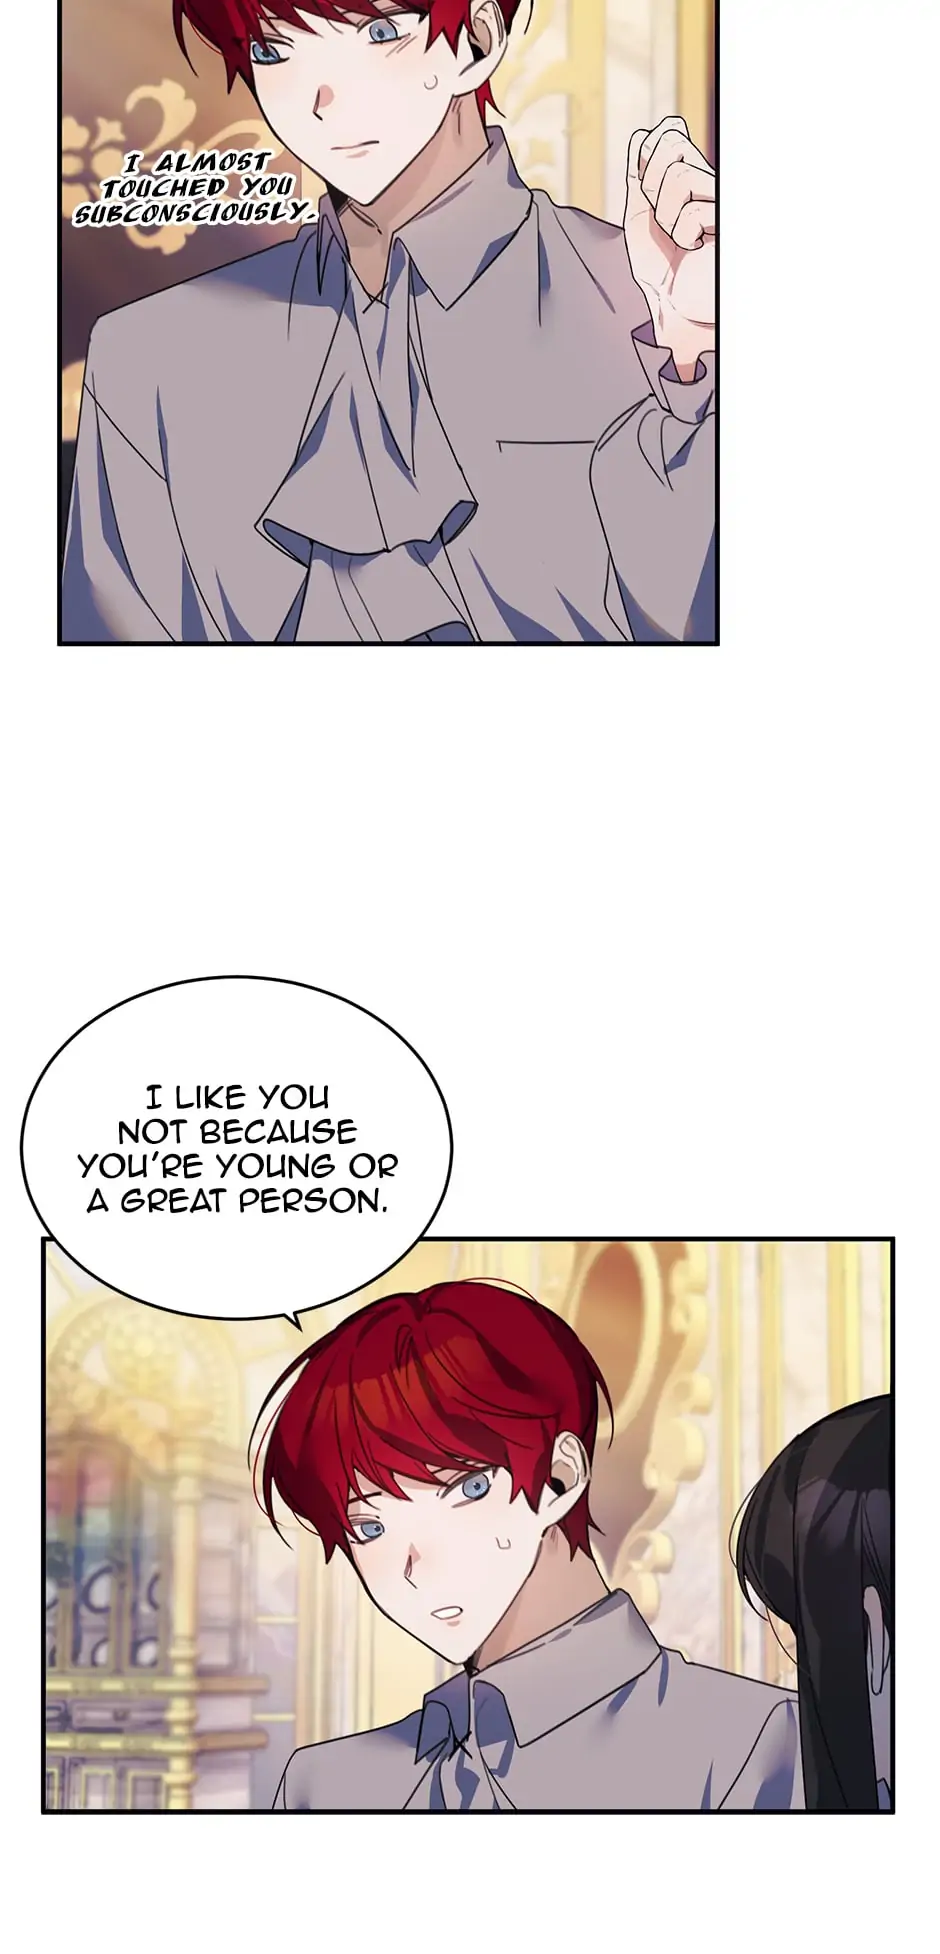 I ALMOST
TOUCHED YOU
SUBCONSCIOUSLY.
I LIKE YOU
NOT BECAUSE
YOU'RE YOUNG OR
A GREAT PERSON.